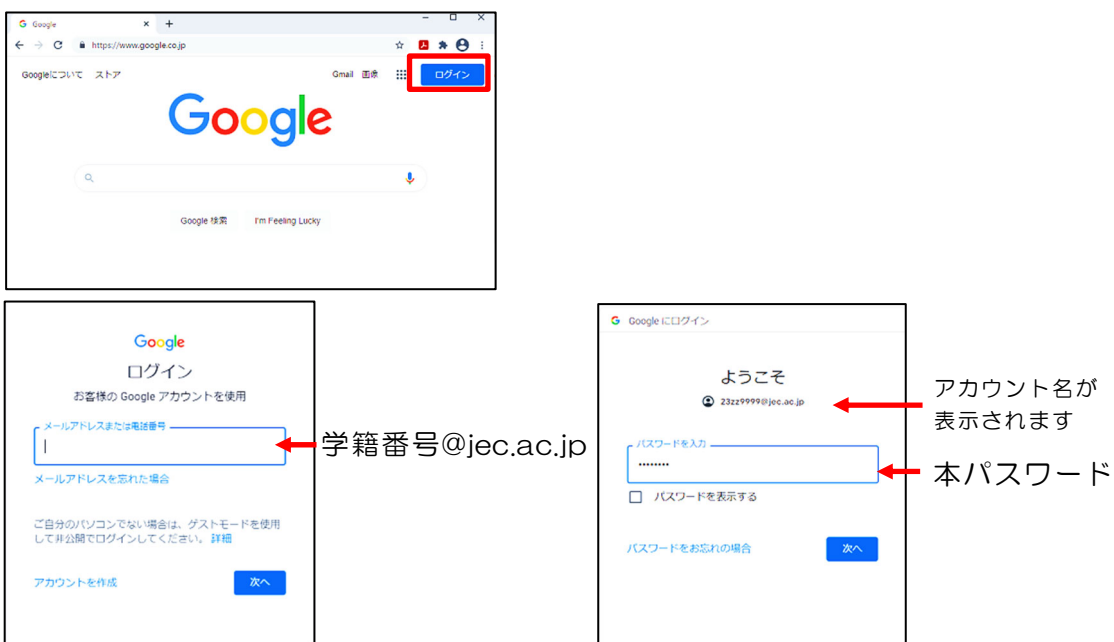 G Google × +
https://www.google.co.jp
Googleについて ストア Gmail 画像 ログイン
Google
Google 検索 I'm Feeling Lucky
Google
ログイン
お客様の Google アカウントを使用
メールアドレスまたは電話番号
学籍番号@jec.ac.jp
メールアドレスを忘れた場合
ご自分のパソコンでない場合は、ゲストモードを使用
して非公開でログインしてください。 詳細
アカウントを作成 次へ
G Google にログイン
ようこそ
23zz9999@jec.ac.jp
アカウント名が
表示されます
パスワードを入力
••••••••
本パスワード
パスワードを表示する
パスワードをお忘れの場合 次へ